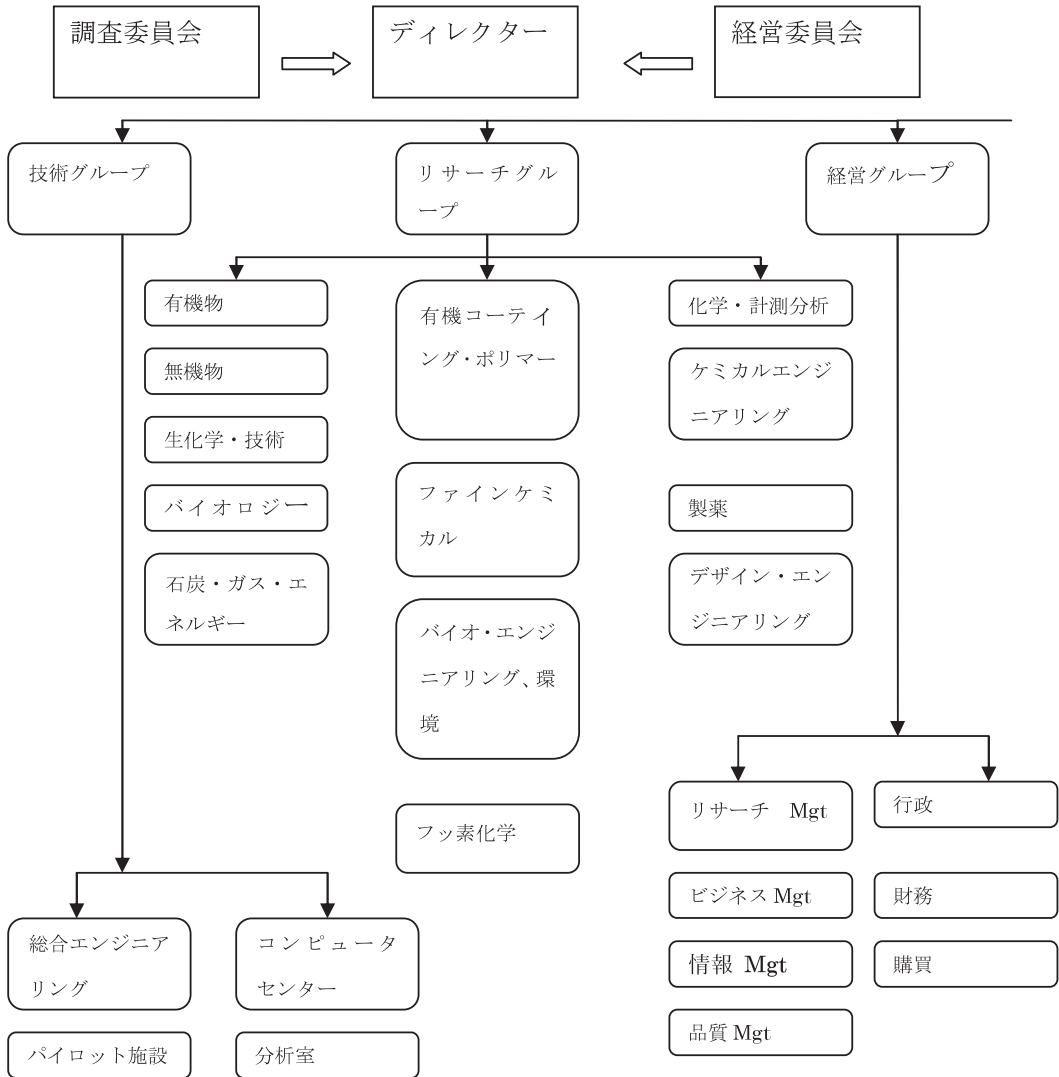 調査委員会
ディレクター
経営委員会
技術グループ
リサーチグル
ープ
経営グループ
有機物
無機物
生化学・技術
バイオロジー
石炭・ガス・エ
ネルギー
有機コーテイ
ング・ポリマー
ファインケミ
カル
バイオ・エンジ
ニアリング、環
境
フッ素化学
化学・計測分析
ケミカルエンジ
ニアリング
製薬
デザイン・エン
ジニアリング
リサーチ Mgt
ビジネス Mgt
情報 Mgt
品質 Mgt
行政
財務
購買
総合エンジニア
リング
パイロット施設
コンピュータ
センター
分析室